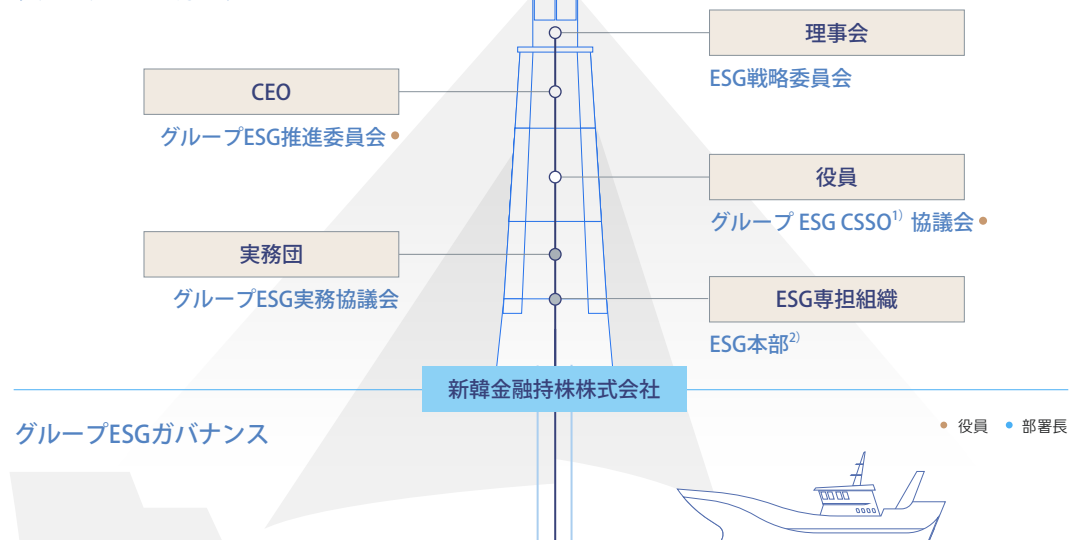 理事会
ESG戦略委員会
CEO
グループESG推進委員会
役員
グループ ESG CSSO1) 協議会
実務団
グループESG実務協議会
ESG専担組織
ESG本部2)
新韓金融持株株式会社
グループESGガバナンス
役員 部署長